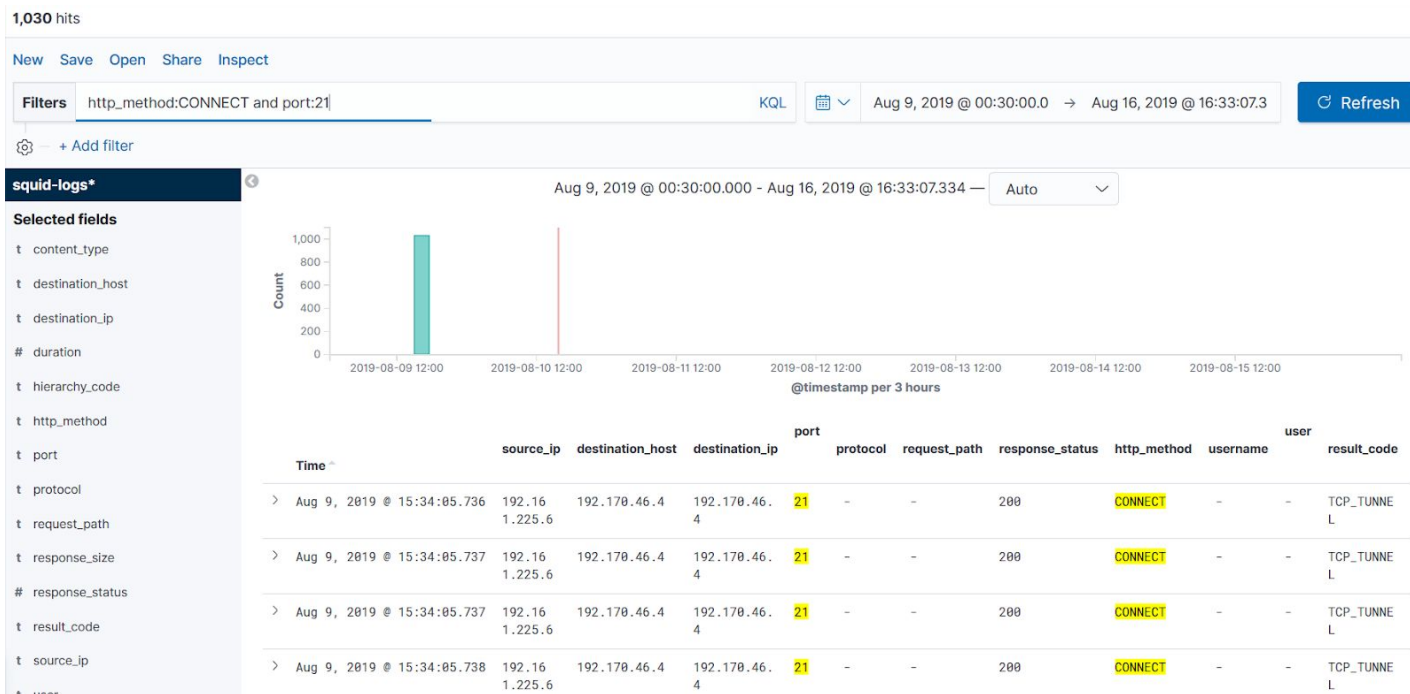 1,030 hits
New Save Open Share Inspect
Filters http_method:CONNECT and port:21 KQL Aug 9, 2019 @ 00:30:00.0 → Aug 16, 2019 @ 16:33:07.3 Refresh
+ Add filter
squid-logs*
Selected fields
t content_type
t destination_host
t destination_ip
# duration
t hierarchy_code
t http_method
t port
t protocol
t request_path
t response_size
# response_status
t result_code
t source_ip
Aug 9, 2019 @ 00:30:00.000 - Aug 16, 2019 @ 16:33:07.334 — Auto
Count
1,000
800
600
400
200
0
2019-08-09 12:00 2019-08-10 12:00 2019-08-11 12:00 2019-08-12 12:00 2019-08-13 12:00 2019-08-14 12:00 2019-08-15 12:00
@timestamp per 3 hours
port user
source_ip destination_host destination_ip protocol request_path response_status http_method username result_code
Time
Aug 9, 2019 @ 15:34:05.736 192.16 192.170.46.4 192.170.46. 21 - - 200 CONNECT - - TCP_TUNNE
1.225.6 4 L
Aug 9, 2019 @ 15:34:05.737 192.16 192.170.46.4 192.170.46. 21 - - 200 CONNECT - - TCP_TUNNE
1.225.6 4 L
Aug 9, 2019 @ 15:34:05.737 192.16 192.170.46.4 192.170.46. 21 - - 200 CONNECT - - TCP_TUNNE
1.225.6 4 L
Aug 9, 2019 @ 15:34:05.738 192.16 192.170.46.4 192.170.46. 21 - - 200 CONNECT - - TCP_TUNNE
1.225.6 4 L